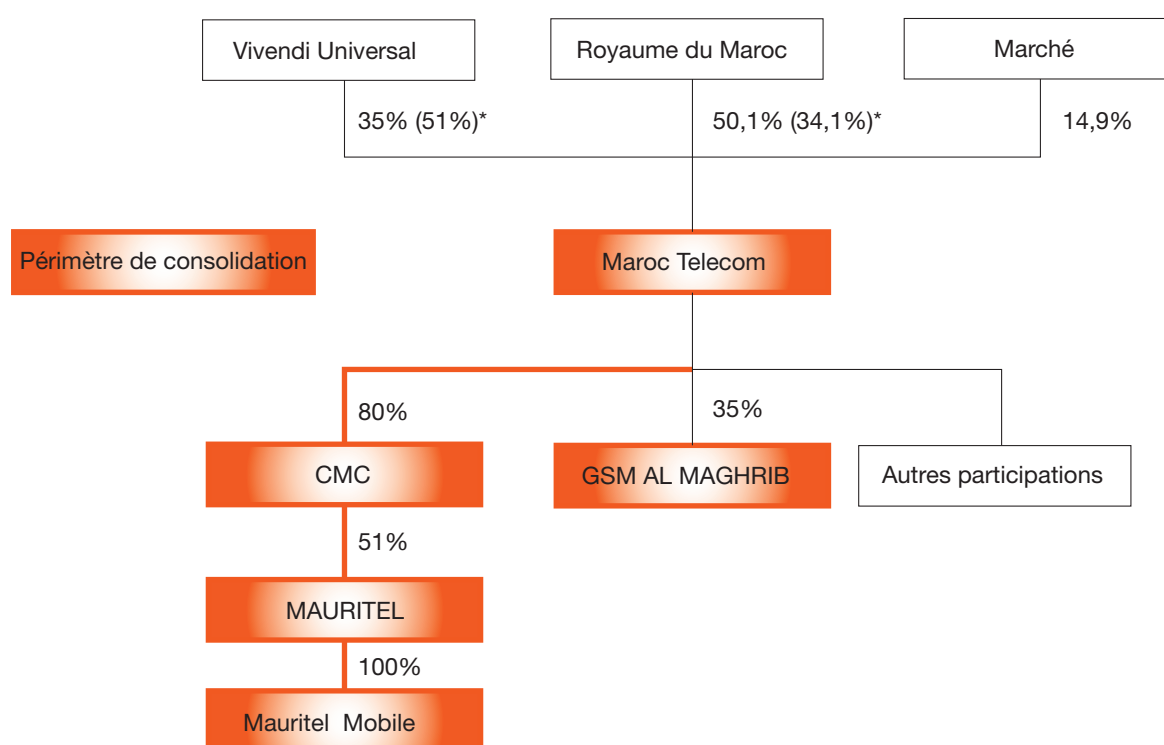 Vivendi Universal
Royaume du Maroc
Marché
35% (51%)*
50,1% (34,1%)*
14,9%
Périmètre de consolidation
Maroc Telecom
80%
35%
CMC
GSM AL MAGHRIB
Autres participations
51%
MAURITEL
100%
Mauritel Mobile